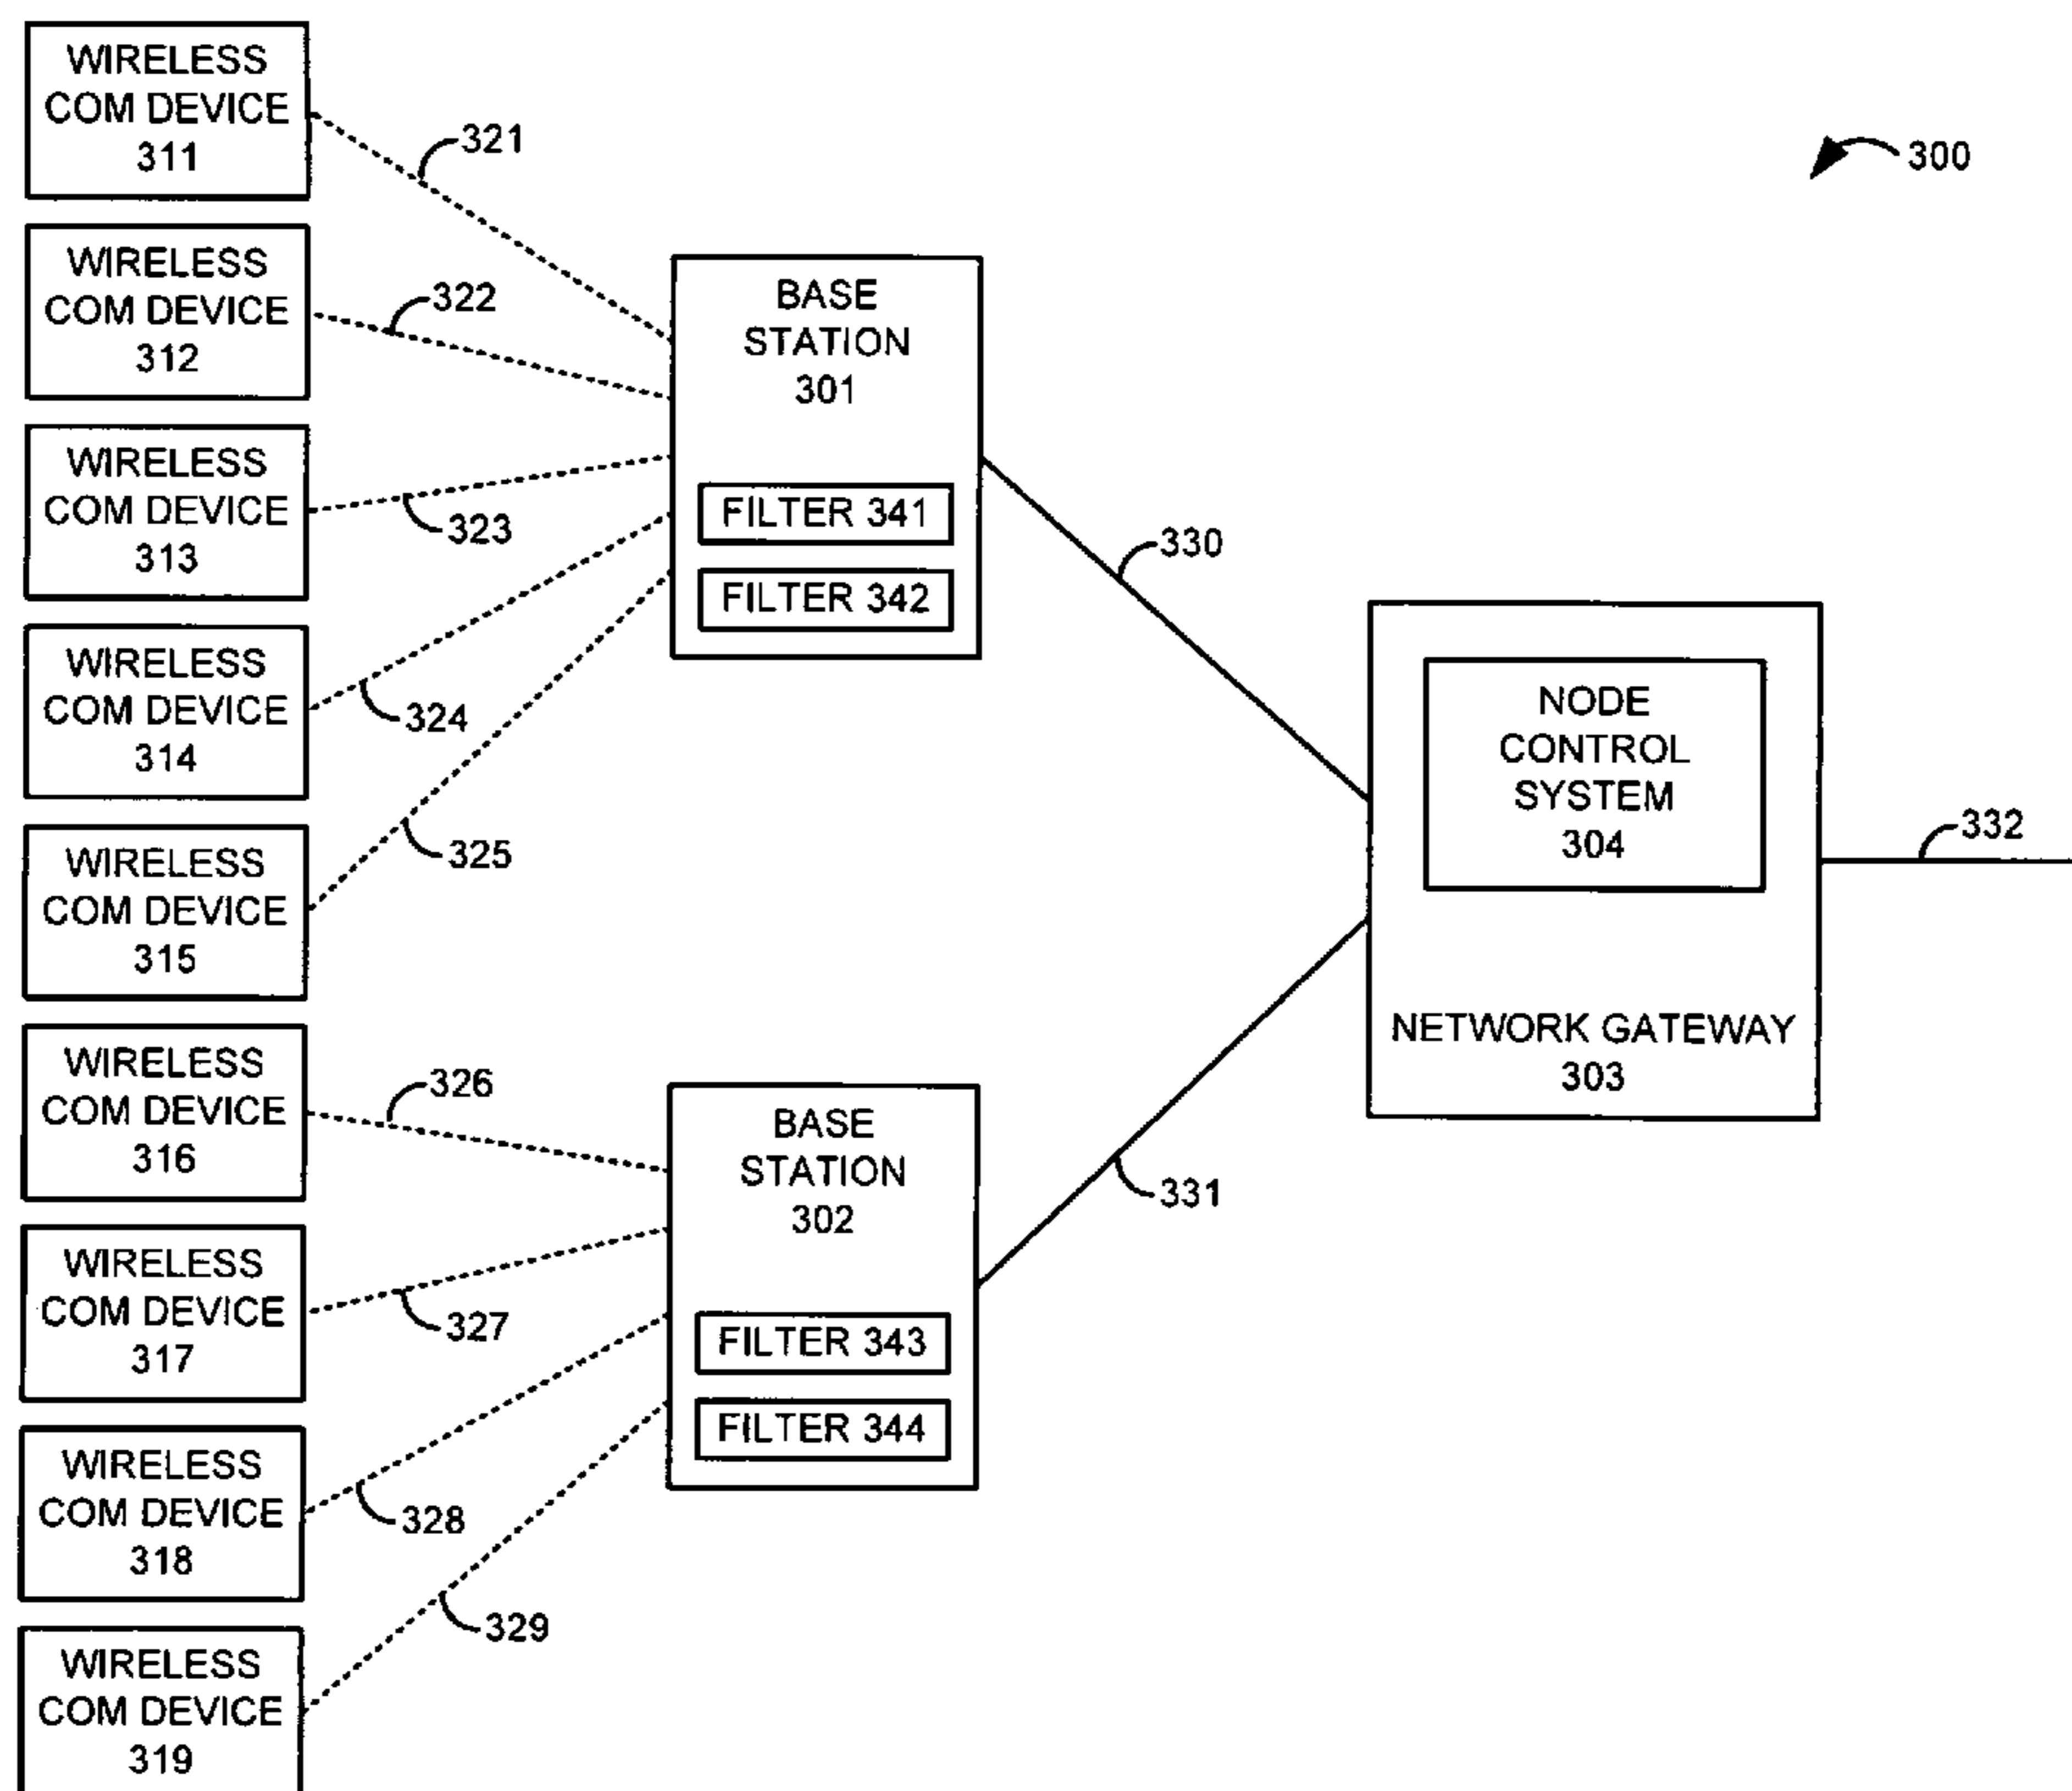 WIRELESS
COM DEVICE
311
WIRELESS
COM DEVICE
312
WIRELESS
COM DEVICE
313
WIRELESS
COM DEVICE
314
WIRELESS
COM DEVICE
315
WIRELESS
COM DEVICE
316
WIRELESS
COM DEVICE
317
WIRELESS
COM DEVICE
318
WIRELESS
COM DEVICE
319
321
322
323
324
325
326
327
328
329
BASE
STATION
301
FILTER 341
FILTER 342
BASE
STATION
302
FILTER 343
FILTER 344
330
331
300
NODE
CONTROL
SYSTEM
304
NETWORK GATEWAY
303
332